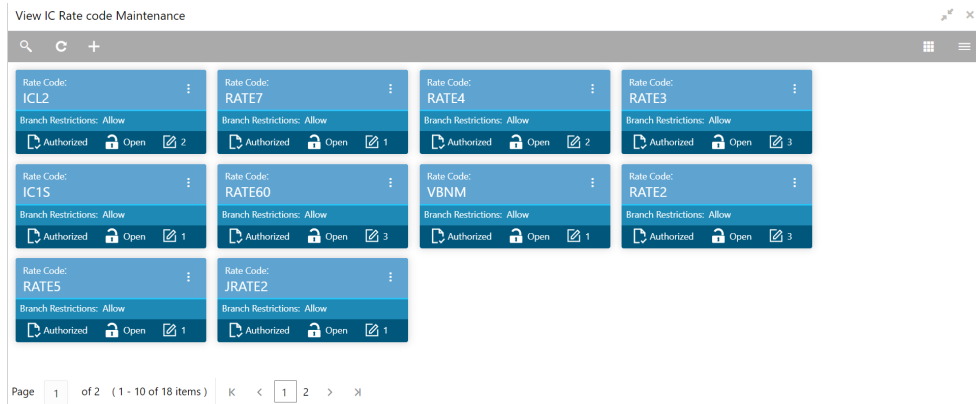 View IC Rate code Maintenance
Rate Code: Rate Code: Rate Code: Rate Code:
ICL2 RATE7 RATE4 RATE3
Branch Restrictions: Allow Branch Restrictions: Allow Branch Restrictions: Allow Branch Restrictions: Allow
Authorized Open 2 Authorized Open 1 Authorized Open 2 Authorized Open 3
Rate Code: Rate Code: Rate Code: Rate Code:
IC1S RATE60 VBNM RATE2
Branch Restrictions: Allow Branch Restrictions: Allow Branch Restrictions: Allow Branch Restrictions: Allow
Authorized Open 1 Authorized Open 3 Authorized Open 1 Authorized Open 3
Rate Code: Rate Code:
RATE5 JRATE2
Branch Restrictions: Allow Branch Restrictions: Allow
Authorized Open 1 Authorized Open 1
Page 1 of 2 ( 1 - 10 of 18 items ) 1 2